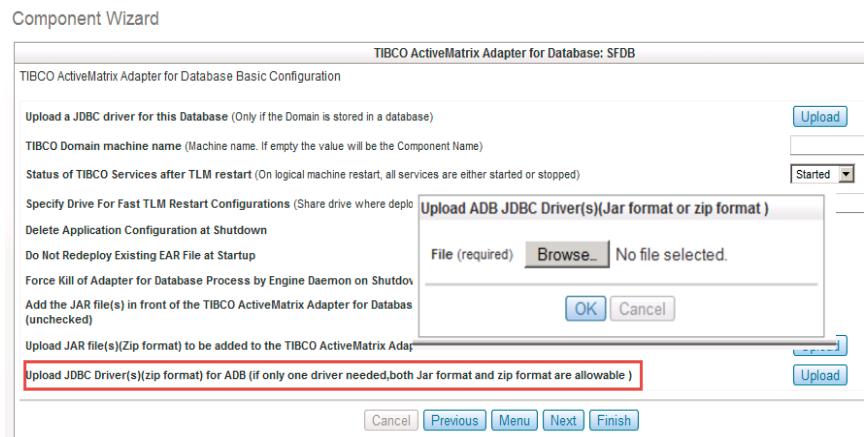 Component Wizard
TIBCO ActiveMatrix Adapter for Database: SFDB
TIBCO ActiveMatrix Adapter for Database Basic Configuration
Upload a JDBC driver for this Database (Only if the Domain is stored in a database)
Upload
TIBCO Domain machine name (Machine name. If empty the value will be the Component Name)
Status of TIBCO Services after TLM restart (On logical machine restart, all services are either started or stopped)
Started
Specify Drive For Fast TLM Restart Configurations (Share drive where deplo
Delete Application Configuration at Shutdown
Do Not Redeploy Existing EAR File at Startup
Force Kill of Adapter for Database Process by Engine Daemon on Shutdov
Add the JAR file(s) in front of the TIBCO ActiveMatrix Adapter for Databas
(unchecked)
Upload JAR file(s)(Zip format) to be added to the TIBCO ActiveMatrix Adap
Upload ADB JDBC Driver(s)(Jar format or zip format )
File (required)
Browse_
No file selected.
OK
Cancel
Upload
Upload JDBC Driver(s)(zip format) for ADB (if only one driver needed,both Jar format and zip format are allowable )
Upload
Cancel
Previous
Menu
Next
Finish